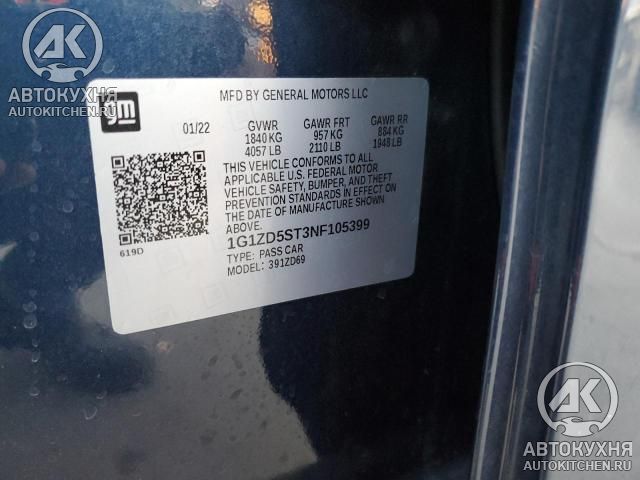 AK
АВТОКУХНЯ
AUTOKITCHEN.RU
gm
MFD BY GENERAL MOTORS LLC
01/22 GVWR GAWR FRT GAWR RR
1840 KG 957 KG 884 KG
4057 LB 2110 LB 1948 LB
THIS VEHICLE CONFORMS TO ALL
APPLICABLE U.S. FEDERAL MOTOR
VEHICLE SAFETY, BUMPER, AND THEFT
PREVENTION STANDARDS IN EFFECT ON
THE DATE OF MANUFACTURE SHOWN
ABOVE.
619D
1G1ZD5ST3NF105399
TYPE: PASS CAR
MODEL: 391ZD69
AK
АВТОКУХНЯ
AUTOKITCHEN.RU